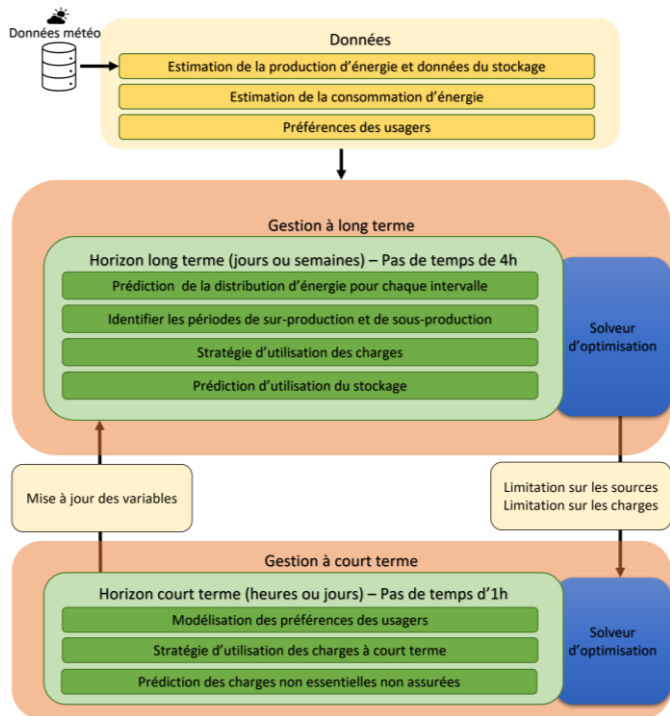 Données météo
Données
Estimation de la production d'énergie et données du stockage
Estimation de la consommation d'énergie
Préférences des usagers
Gestion à long terme
Horizon long terme (jours ou semaines) – Pas de temps de 4h
Prédiction de la distribution d'énergie pour chaque intervalle
Identifier les périodes de sur-production et de sous-production
Stratégie d'utilisation des charges
Prédiction d'utilisation du stockage
Solveur
d'optimisation
Mise à jour des variables
Limitation sur les sources
Limitation sur les charges
Gestion à court terme
Horizon court terme (heures ou jours) – Pas de temps d'1h
Modélisation des préférences des usagers
Stratégie d'utilisation des charges à court terme
Prédiction des charges non essentielles non assurées
Solveur
d'optimisation